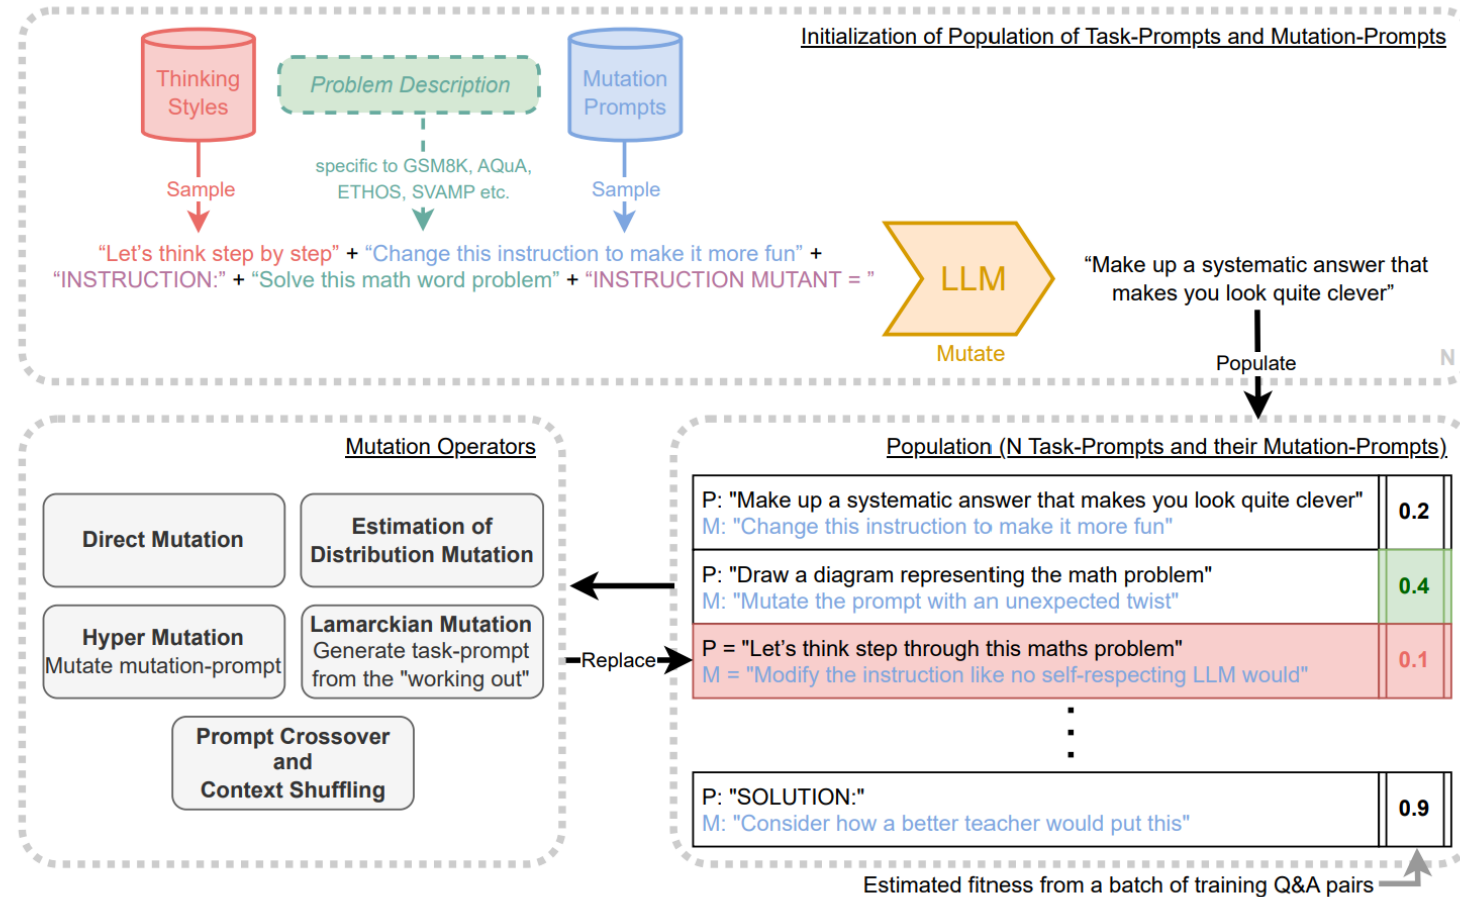 Initialization of Population of Task-Prompts and Mutation-Prompts
Thinking
Styles
Problem Description
Mutation
Prompts
specific to GSM8K, AQuA,
ETHOS, SVAMP etc.
Sample
Sample
“Let’s think step by step” + “Change this instruction to make it more fun” +
“INSTRUCTION:” + “Solve this math word problem” + “INSTRUCTION MUTANT = ”
LLM
Mutate
“Make up a systematic answer that
makes you look quite clever”
Populate
N
Mutation Operators
Direct Mutation
Estimation of
Distribution Mutation
Hyper Mutation
Mutate mutation-prompt
Lamarckian Mutation
Generate task-prompt
from the "working out"
Prompt Crossover
and
Context Shuffling
Replace
Population (N Task-Prompts and their Mutation-Prompts)
P: "Make up a systematic answer that makes you look quite clever"
M: "Change this instruction to make it more fun"
0.2
P: "Draw a diagram representing the math problem"
M: "Mutate the prompt with an unexpected twist"
0.4
P = "Let’s think step through this maths problem"
M = "Modify the instruction like no self-respecting LLM would"
0.1
P: "SOLUTION:"
M: "Consider how a better teacher would put this"
0.9
Estimated fitness from a batch of training Q&A pairs